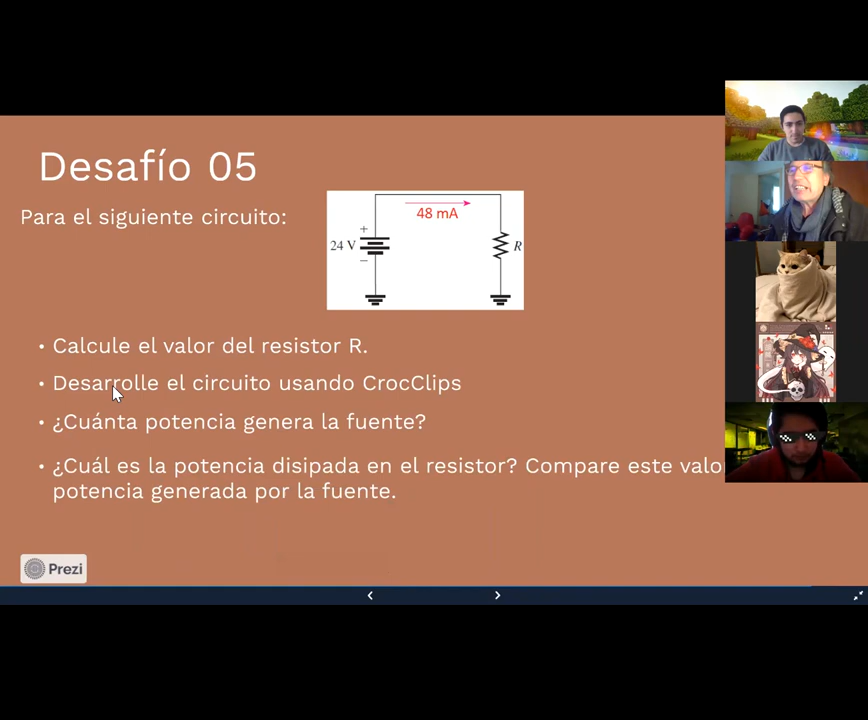 Desafío 05
Para el siguiente circuito:
48 mA
+
24 V
−
R
• Calcule el valor del resistor R.
• Desarrolle el circuito usando CrocClips
• ¿Cuánta potencia genera la fuente?
• ¿Cuál es la potencia disipada en el resistor? Compare este valo
potencia generada por la fuente.
Prezi